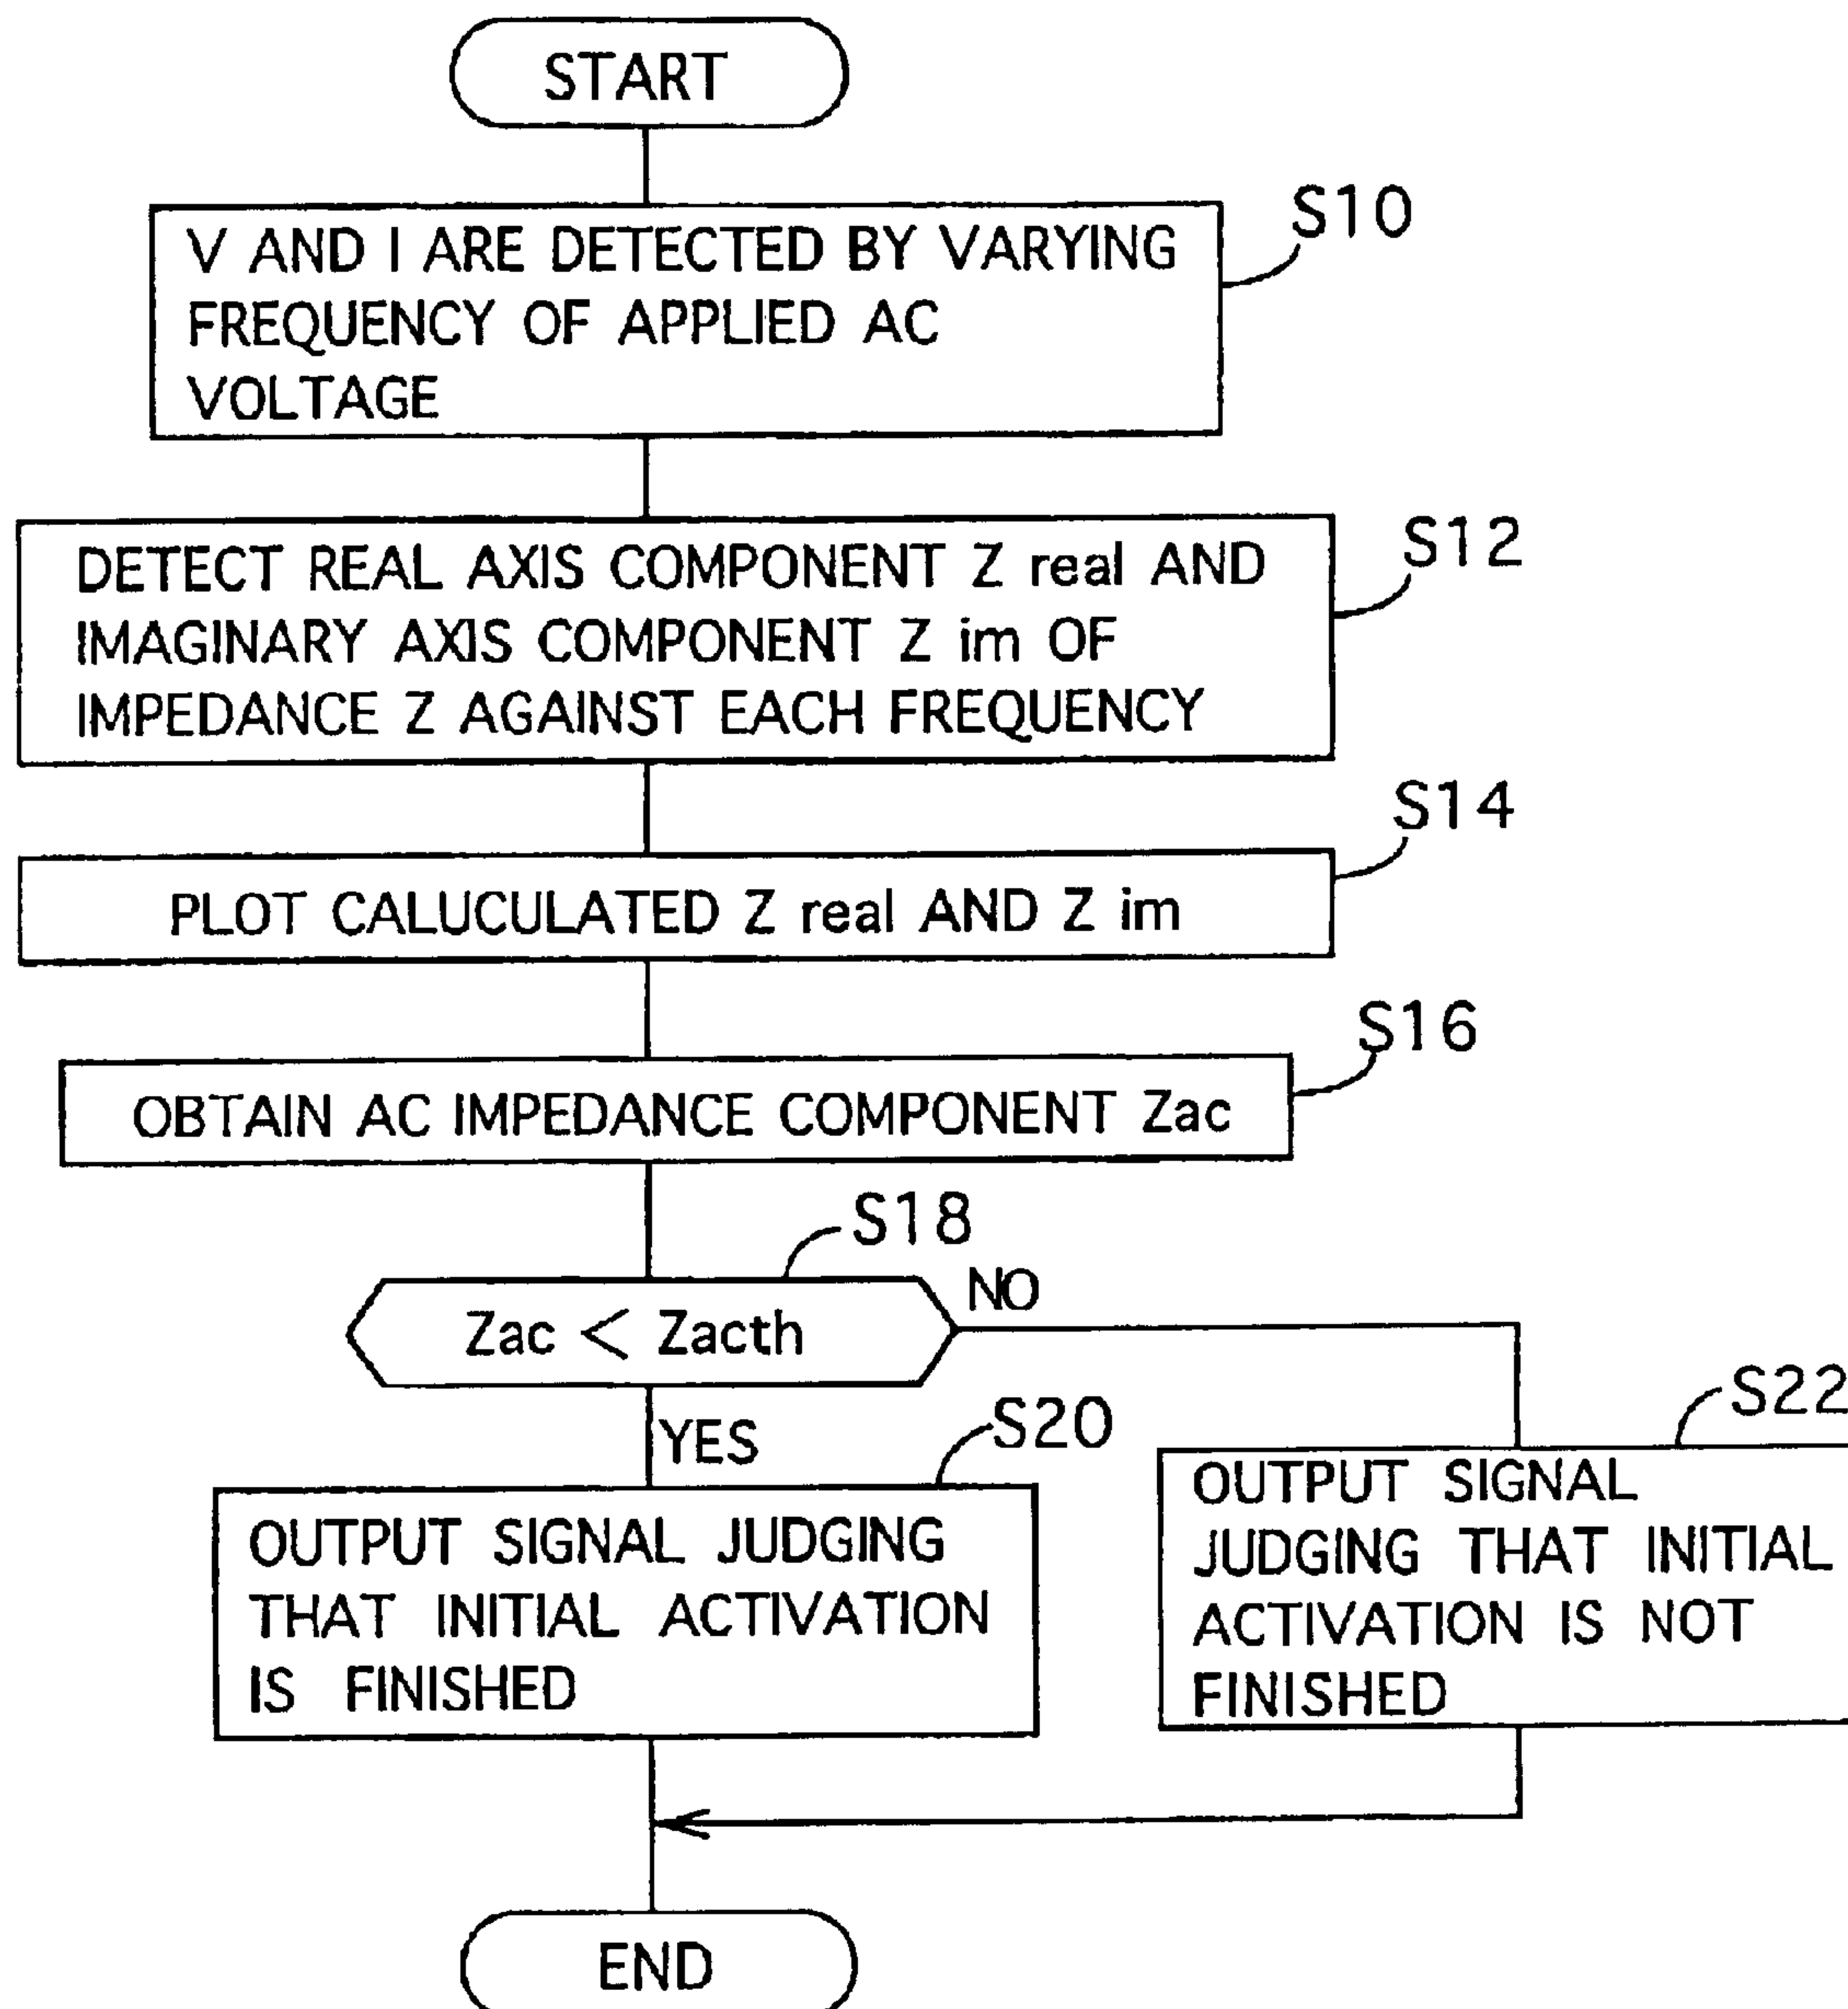 START
S10
V AND I ARE DETECTED BY VARYING
FREQUENCY OF APPLIED AC
VOLTAGE
S12
DETECT REAL AXIS COMPONENT Z real AND
IMAGINARY AXIS COMPONENT Z im OF
IMPEDANCE Z AGAINST EACH FREQUENCY
S14
PLOT CALUCULATED Z real AND Z im
S16
OBTAIN AC IMPEDANCE COMPONENT Zac
S18
Zac < Zacth
NO
YES
S20
OUTPUT SIGNAL JUDGING
THAT INITIAL ACTIVATION
IS FINISHED
S22
OUTPUT SIGNAL
JUDGING THAT INITIAL
ACTIVATION IS NOT
FINISHED
END